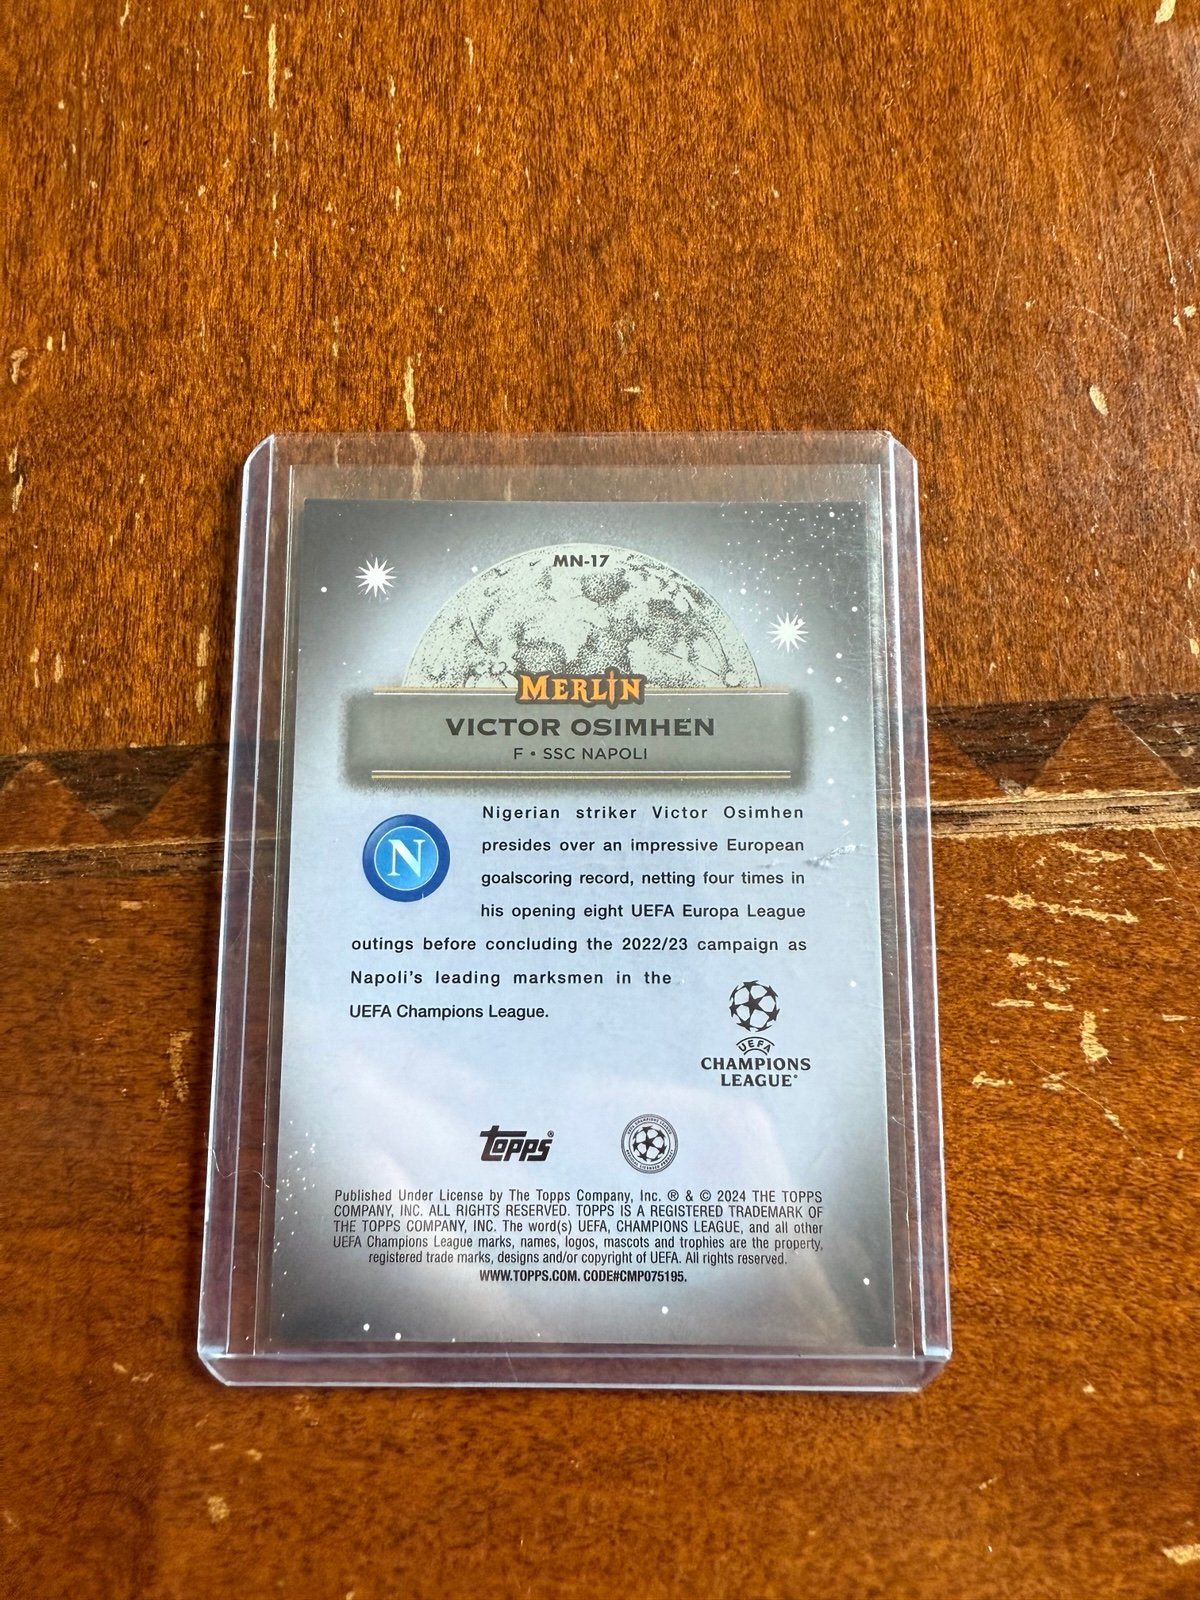 MN-17
MERLIN
VICTOR OSIMHEN
F • SSC NAPOLI
N
Nigerian striker Victor Osimhen
presides over an impressive European
goalscoring record, netting four times in
his opening eight UEFA Europa League
outings before concluding the 2022/23 campaign as
Napoli's leading marksmen in the
UEFA Champions League.
UEFA
CHAMPIONS
LEAGUE®
Topps®
Published Under License by The Topps Company, Inc. ® & © 2024 THE TOPPS
COMPANY, INC. ALL RIGHTS RESERVED. TOPPS IS A REGISTERED TRADEMARK OF
THE TOPPS COMPANY, INC. The word(s) UEFA, CHAMPIONS LEAGUE, and all other
UEFA Champions League marks, names, logos, mascots and trophies are the property,
registered trade marks, designs and/or copyright of UEFA. All rights reserved.
WWW.TOPPS.COM. CODE#CMP075195.